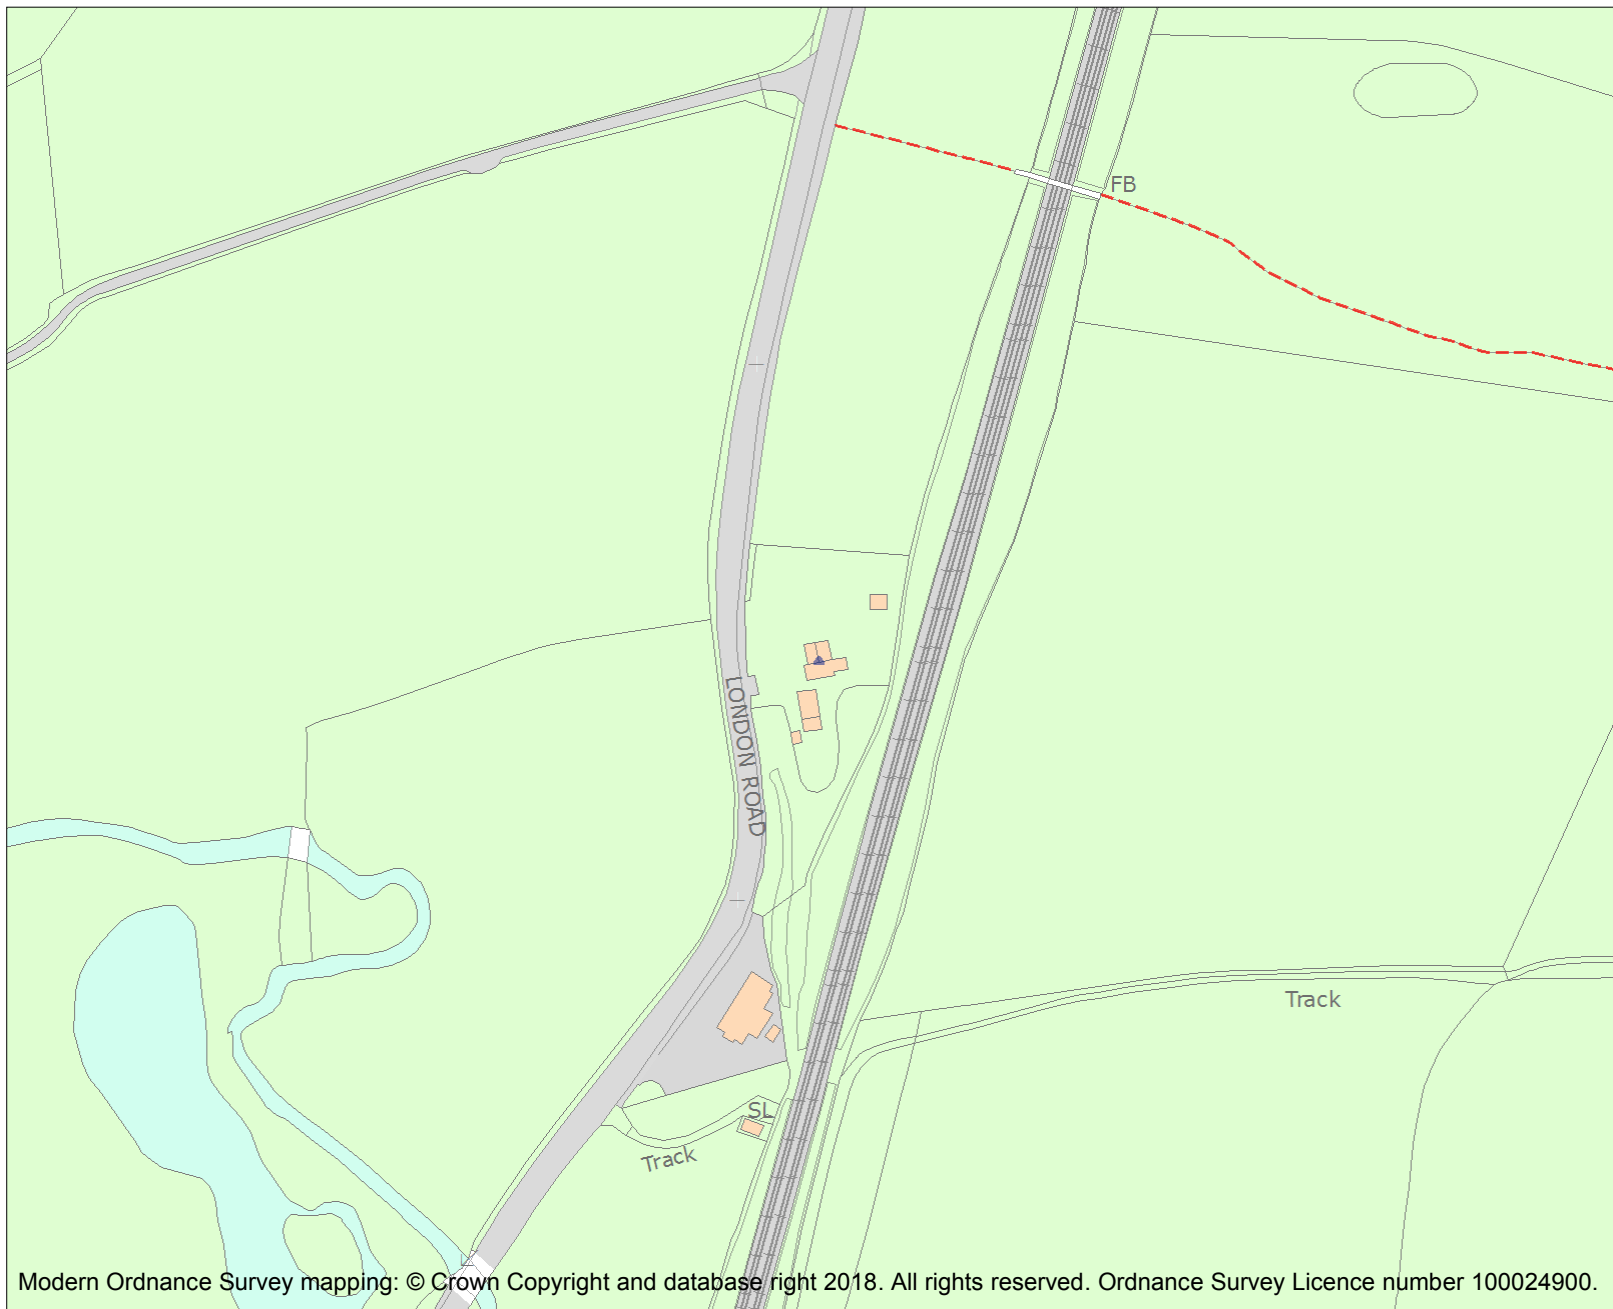 FB
LONDON ROAD
Track
SL
Track
Modern Ordnance Survey mapping: © Crown Copyright and database right 2018. All rights reserved. Ordnance Survey Licence number 100024900.